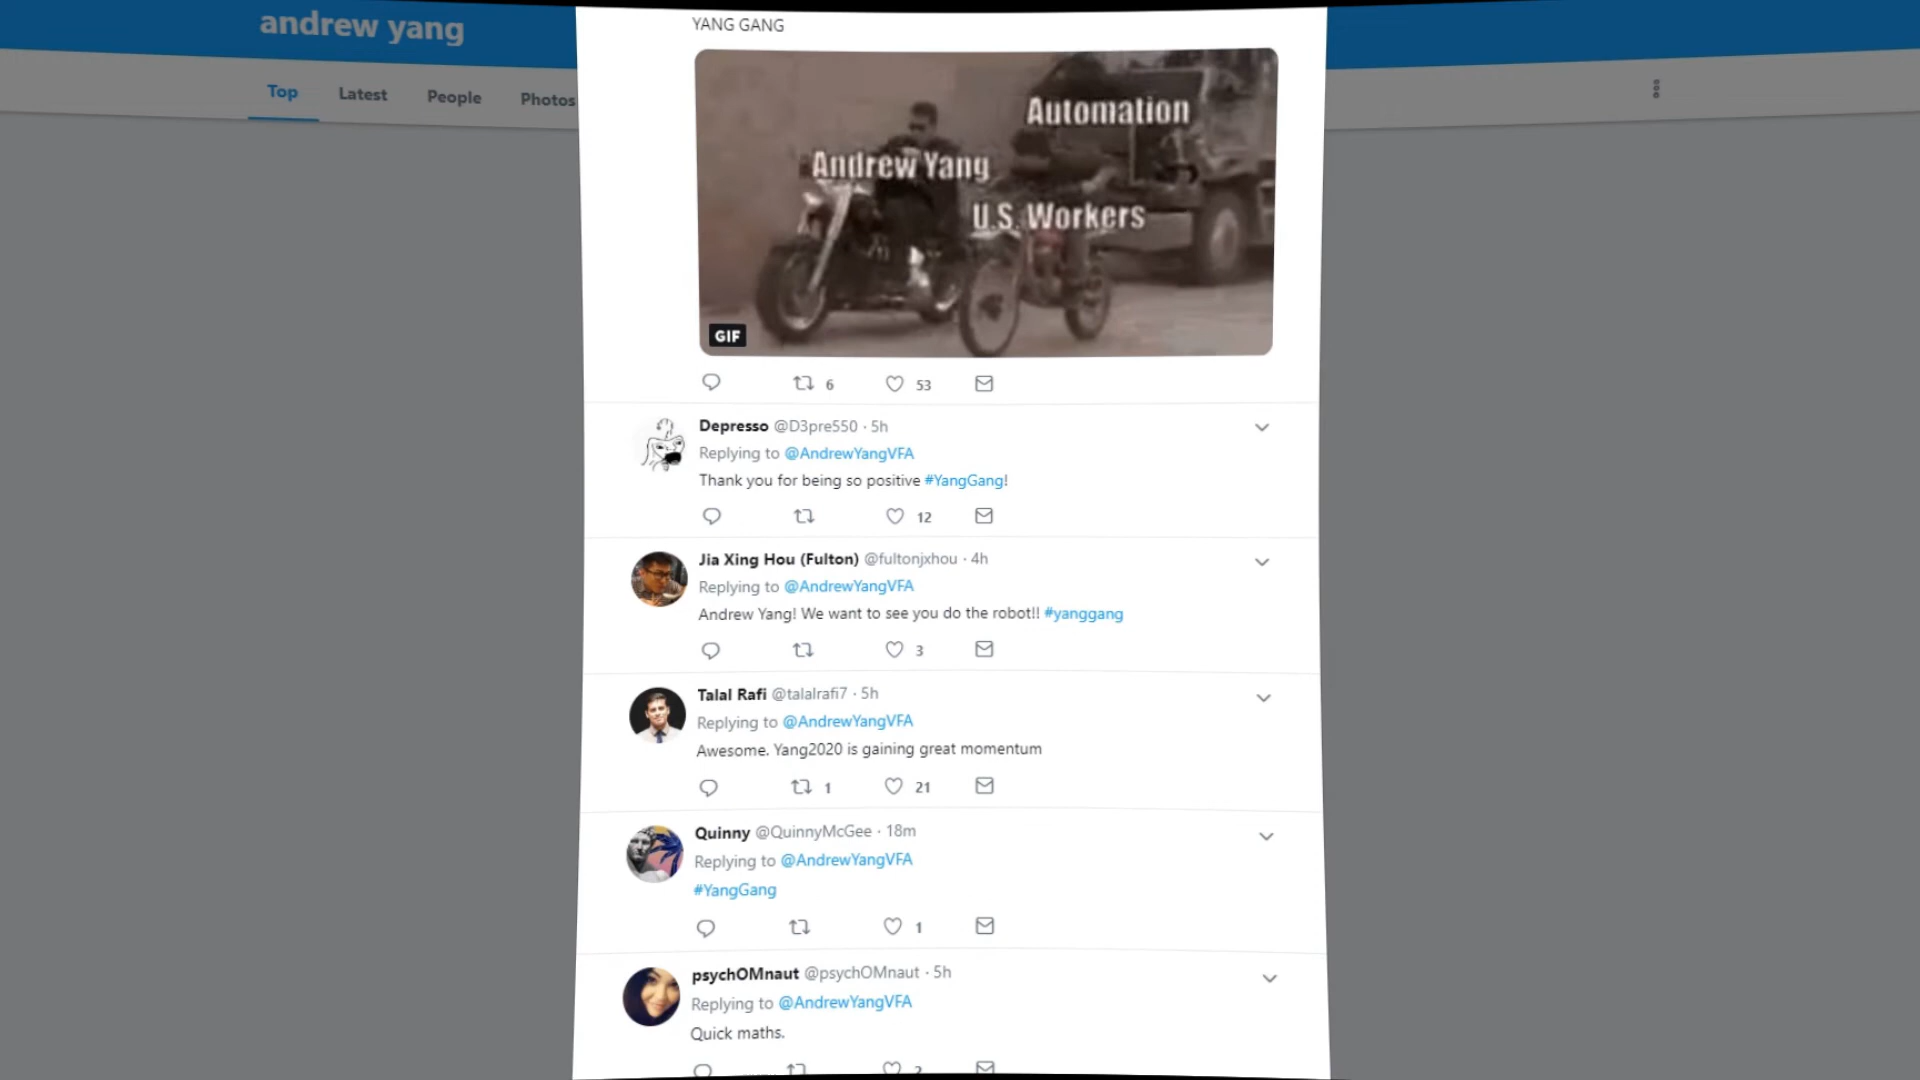 andrew yang
Top
Latest
People
Photos
YANG GANG
Automation
Andrew Yang
U.S. Workers
GIF
6
53
Depresso @D3pre550 · 5h
Replying to @AndrewYangVFA
Thank you for being so positive #YangGang!
12
Jia Xing Hou (Fulton) @fultonjxhou · 4h
Replying to @AndrewYangVFA
Andrew Yang! We want to see you do the robot!! #yanggang
3
Talal Rafi @talalrafi7 · 5h
Replying to @AndrewYangVFA
Awesome. Yang2020 is gaining great momentum
1
21
Quinny @QuinnyMcGee · 18m
Replying to @AndrewYangVFA
#YangGang
1
psychOMnaut @psychOMnaut · 5h
Replying to @AndrewYangVFA
Quick maths.